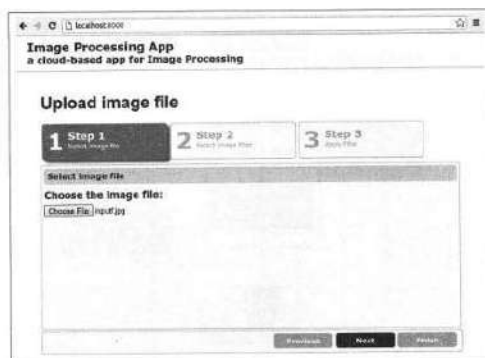 localhost:8000
Image Processing App
a cloud-based app for Image Processing
Upload image file
1 Step 1
Select image file
2 Step 2
Select image filter
3 Step 3
Apply Filter
Select image file
Choose the image file:
Choose File inputf.jpg
Previous Next Finish